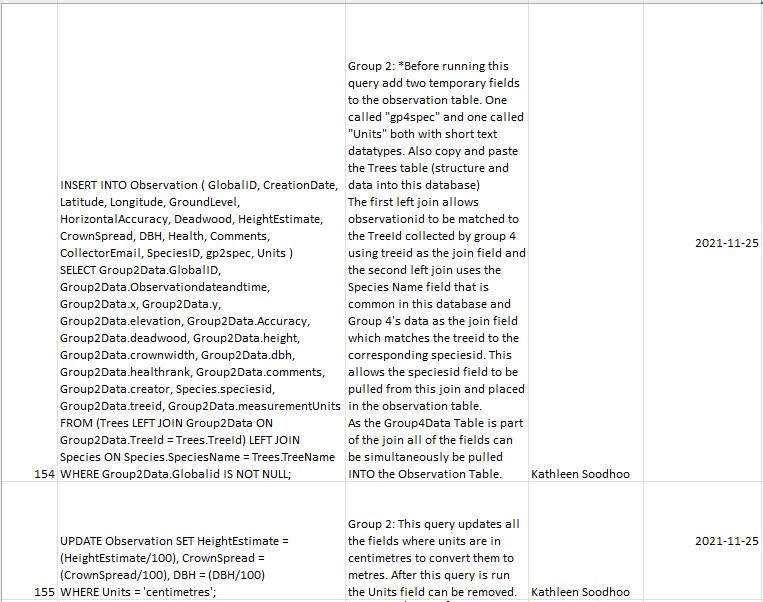 INSERT INTO Observation ( GlobalID, CreationDate,
Latitude, Longitude, GroundLevel,
HorizontalAccuracy, Deadwood, HeightEstimate,
CrownSpread, DBH, Health, Comments,
CollectorEmail, SpeciesID, gp2spec, Units )
SELECT Group2Data.GlobalID,
Group2Data.Observationdateandtime,
Group2Data.x, Group2Data.y,
Group2Data.elevation, Group2Data.Accuracy,
Group2Data.deadwood, Group2Data.height,
Group2Data.crownwidth, Group2Data.dbh,
Group2Data.healthrank, Group2Data.comments,
Group2Data.creator, Species.speciesid,
Group2Data.treeid, Group2Data.measurementUnits
FROM (Trees LEFT JOIN Group2Data ON
Group2Data.TreeId = Trees.TreeId) LEFT JOIN
Species ON Species.SpeciesName = Trees.TreeName
154 WHERE Group2Data.Globalid IS NOT NULL;
Group 2: *Before running this
query add two temporary fields
to the observation table. One
called "gp4spec" and one called
"Units" both with short text
datatypes. Also copy and paste
the Trees table (structure and
data into this database)
The first left join allows
observationid to be matched to
the TreeId collected by group 4
using treeid as the join field and
the second left join uses the
Species Name field that is
common in this database and
Group 4's data as the join field
which matches the treeid to the
corresponding speciesid. This
allows the speciesid field to be
pulled from this join and placed
in the observation table.
As the Group4Data Table is part
of the join all of the fields can
be simultaneously be pulled
INTO the Observation Table.
Kathleen Soodhoo
2021-11-25
UPDATE Observation SET HeightEstimate =
(HeightEstimate/100), CrownSpread =
(CrownSpread/100), DBH = (DBH/100)
155 WHERE Units = 'centimetres';
Group 2: This query updates all
the fields where units are in
centimetres to convert them to
metres. After this query is run
the Units field can be removed.
Kathleen Soodhoo
2021-11-25